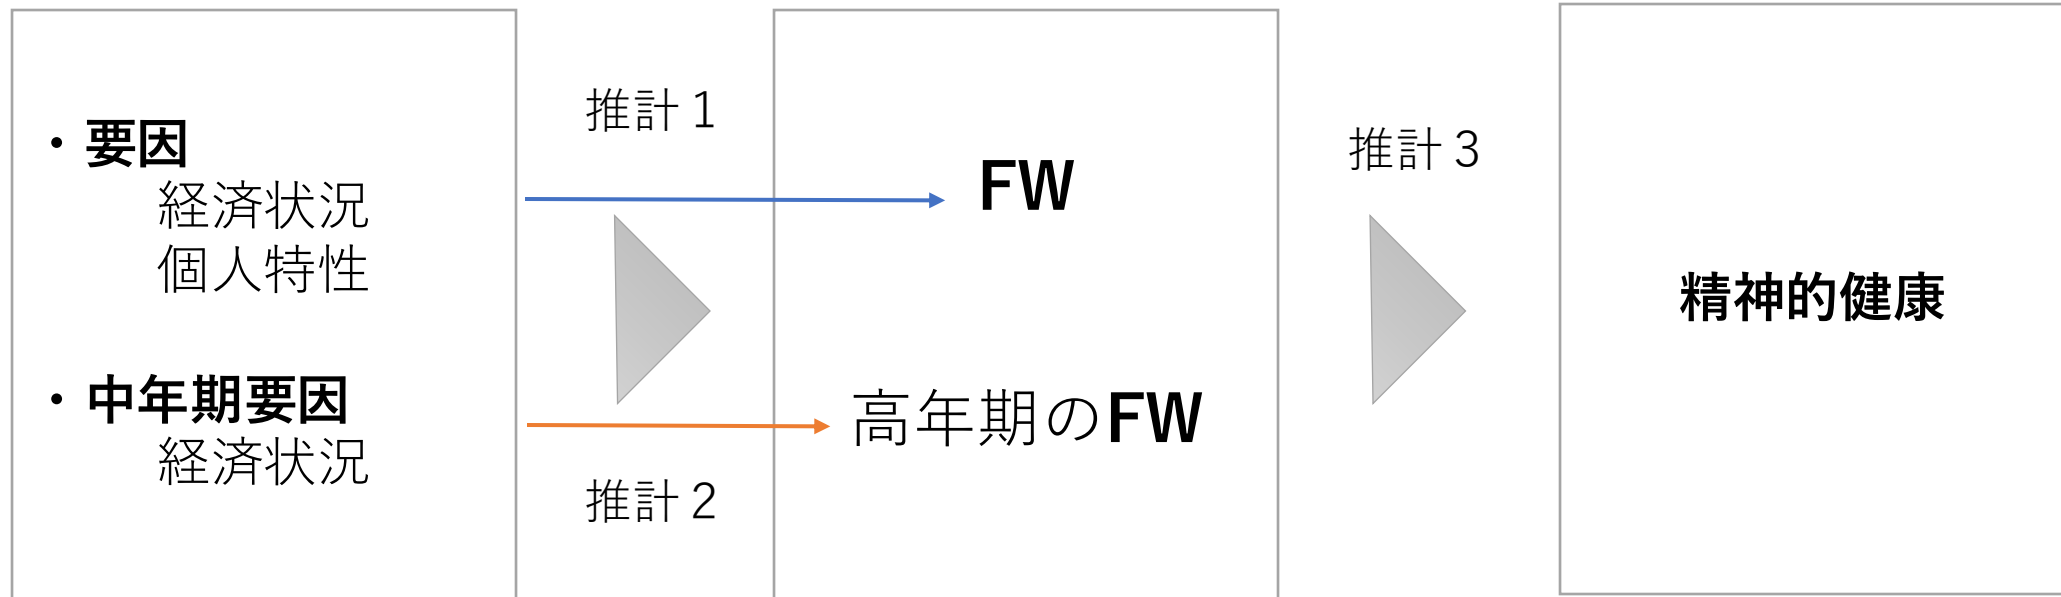 ・要因
経済状況
個人特性
・中年期要因
経済状況
推計1
推計2
FW
高年期のFW
推計3
精神的健康